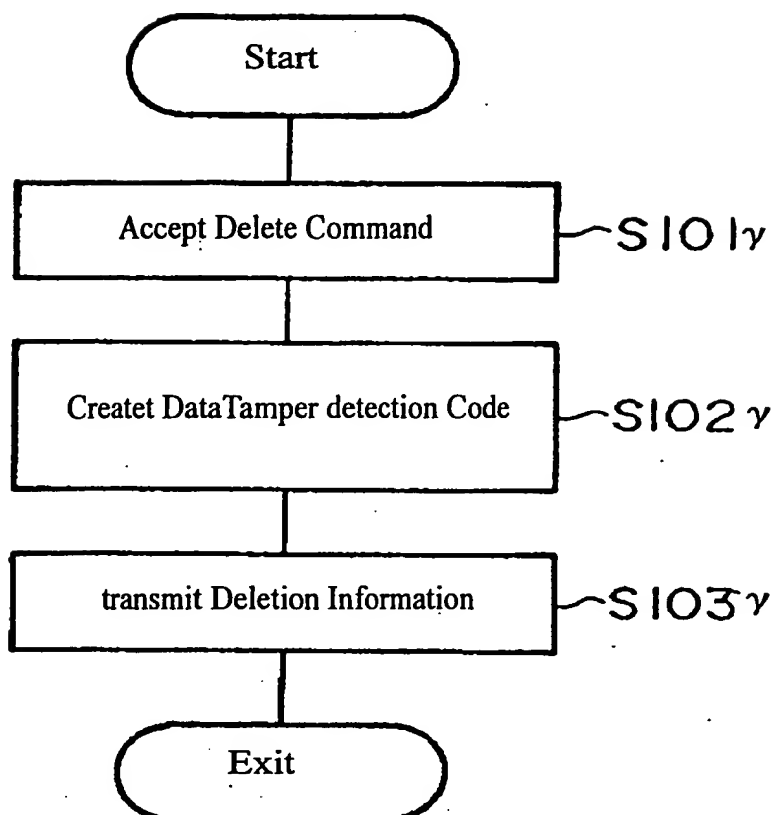 Start
Accept Delete Command
S101γ
Createt DataTamper detection Code
S102γ
transmit Deletion Information
S103γ
Exit